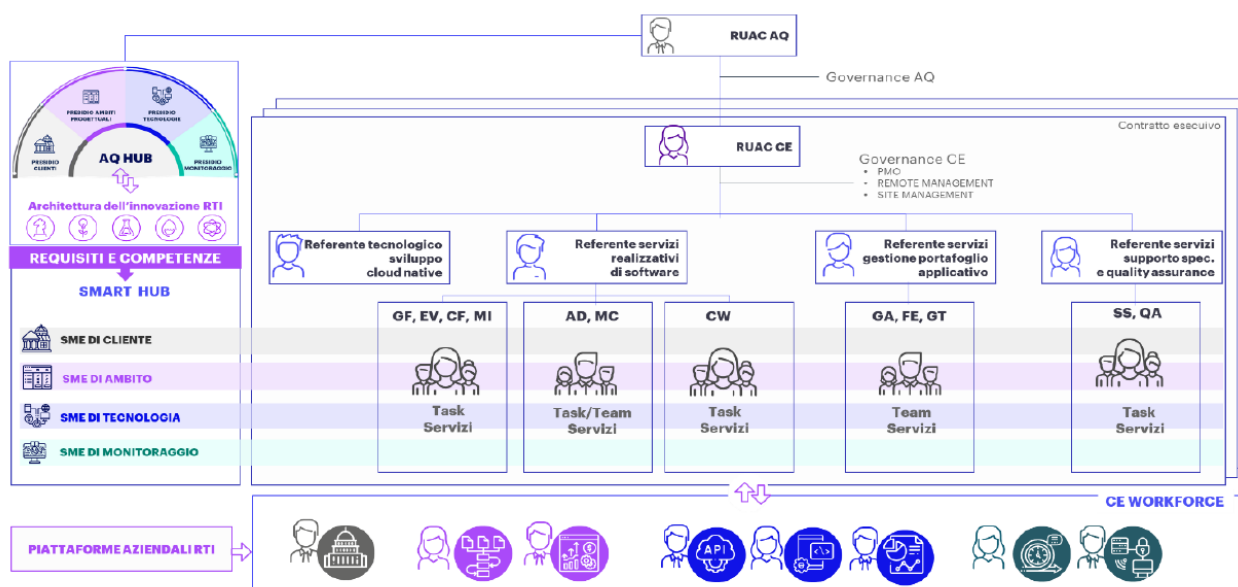 RUAC AQ
Governance AQ
PRESIDIO AMBITI
PROGETTUALI
PRESIDIO
TECNOLOGIE
PRESIDIO
CLIENTI
AQ HUB
PRESIDIO
MONITORAGGIO
Architettura dell'innovazione RTI
REQUISITI E COMPETENZE
SMART HUB
SME DI CLIENTE
SME DI AMBITO
SME DI TECNOLOGIA
SME DI MONITORAGGIO
Contratto esecuivo
RUAC CE
Governance CE
• PMO
• REMOTE MANAGEMENT
• SITE MANAGEMENT
Referente tecnologico
sviluppo
cloud native
Referente servizi
realizzativi
di software
Referente servizi
gestione portafoglio
applicativo
Referente servizi
supporto spec.
e quality assurance
GF, EV, CF, MI
Task
Servizi
AD, MC
Task/Team
Servizi
CW
Task
Servizi
GA, FE, GT
Team
Servizi
SS, QA
Task
Servizi
CE WORKFORCE
PIATTAFORME AZIENDALI RTI
API